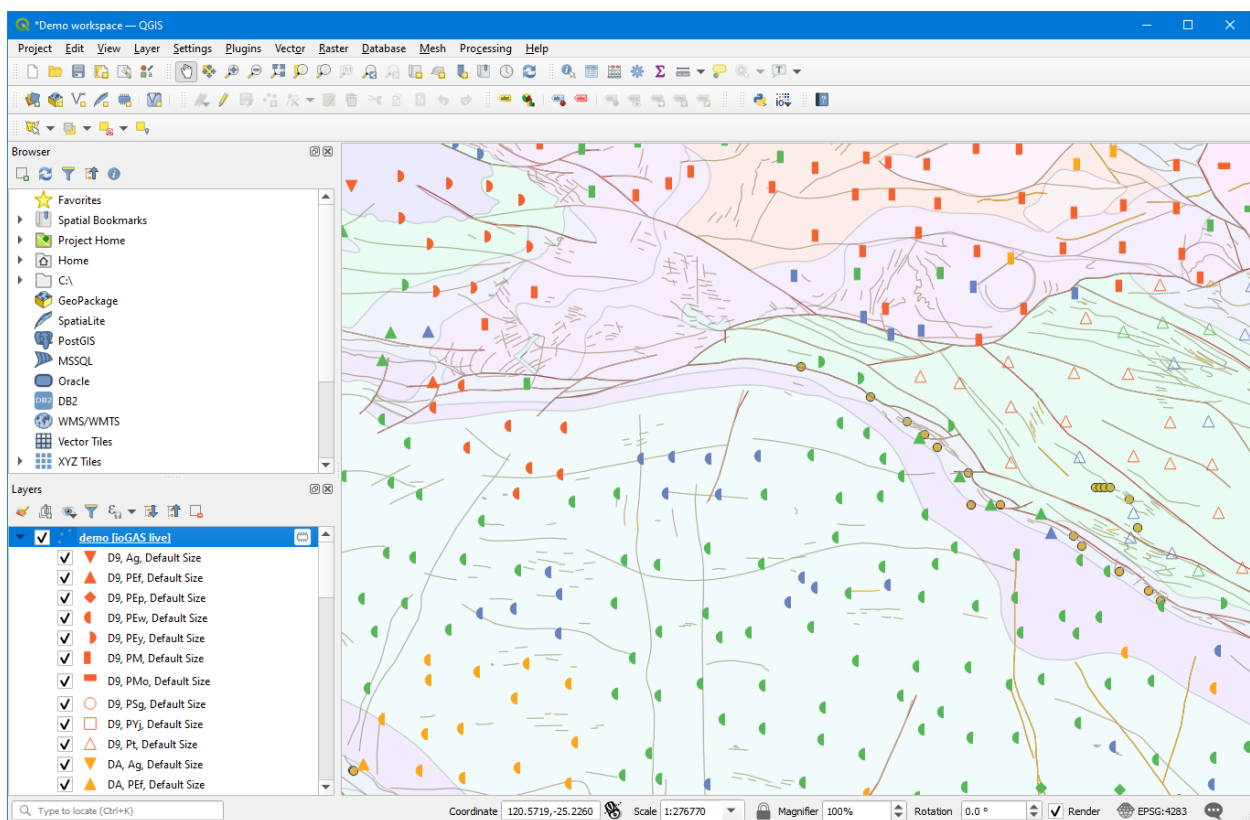 *Demo workspace — QGIS
Project Edit View Layer Settings Plugins Vector Raster Database Mesh Processing Help
Browser
Favorites
Spatial Bookmarks
Project Home
Home
C:\
GeoPackage
SpatiaLite
PostGIS
MSSQL
Oracle
DB2 DB2
WMS/WMTS
Vector Tiles
XYZ Tiles
Layers
demo [ioGAS live]
D9, Ag, Default Size
D9, PEf, Default Size
D9, PEp, Default Size
D9, PEw, Default Size
D9, PEy, Default Size
D9, PM, Default Size
D9, PMo, Default Size
D9, PSg, Default Size
D9, PYj, Default Size
D9, Pt, Default Size
DA, Ag, Default Size
DA, PEf, Default Size
Type to locate (Ctrl+K) Coordinate 120.5719,-25.2260 Scale 1:276770 Magnifier 100% Rotation 0.0 ° Render EPSG:4283